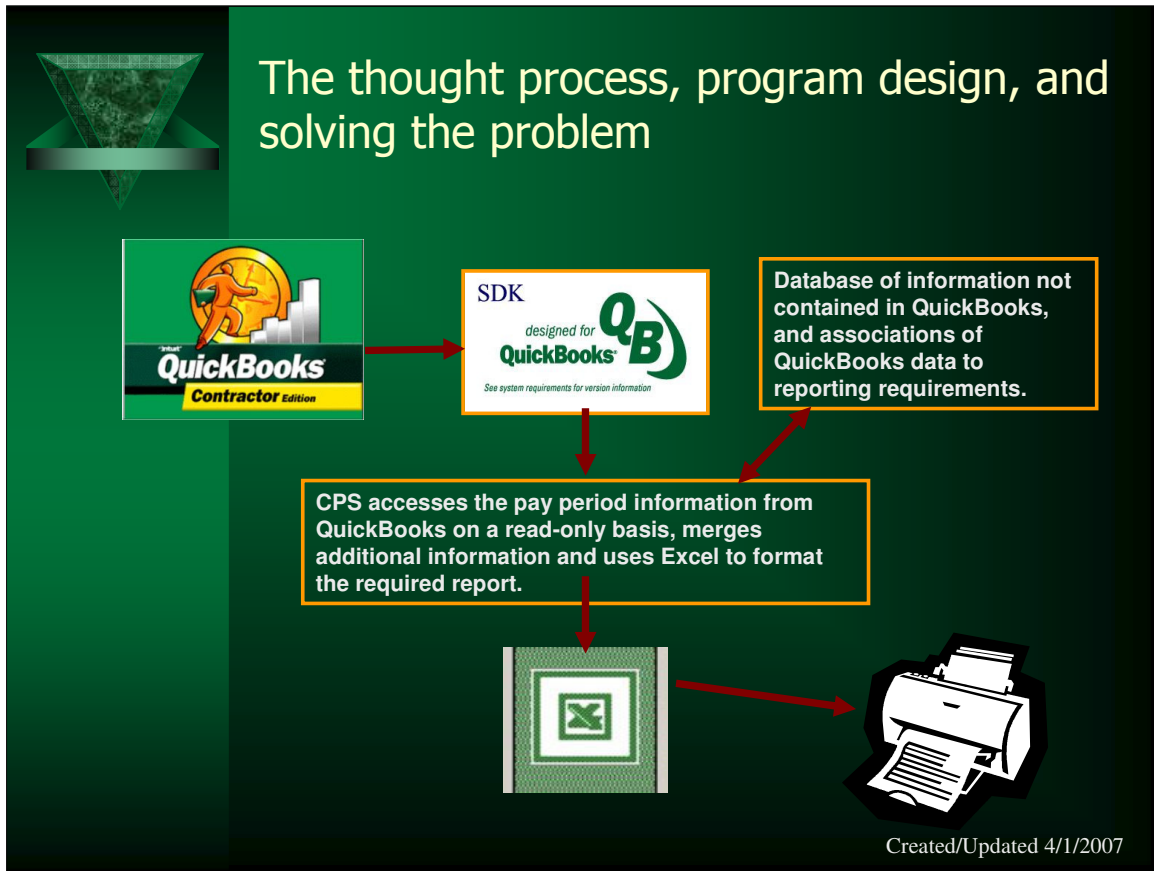 The thought process, program design, and
solving the problem
Intuit
QuickBooks
Contractor Edition
SDK
designed for
QuickBooks
QB
See system requirements for version information
Database of information not
contained in QuickBooks,
and associations of
QuickBooks data to
reporting requirements.
CPS accesses the pay period information from
QuickBooks on a read-only basis, merges
additional information and uses Excel to format
the required report.
Created/Updated 4/1/2007